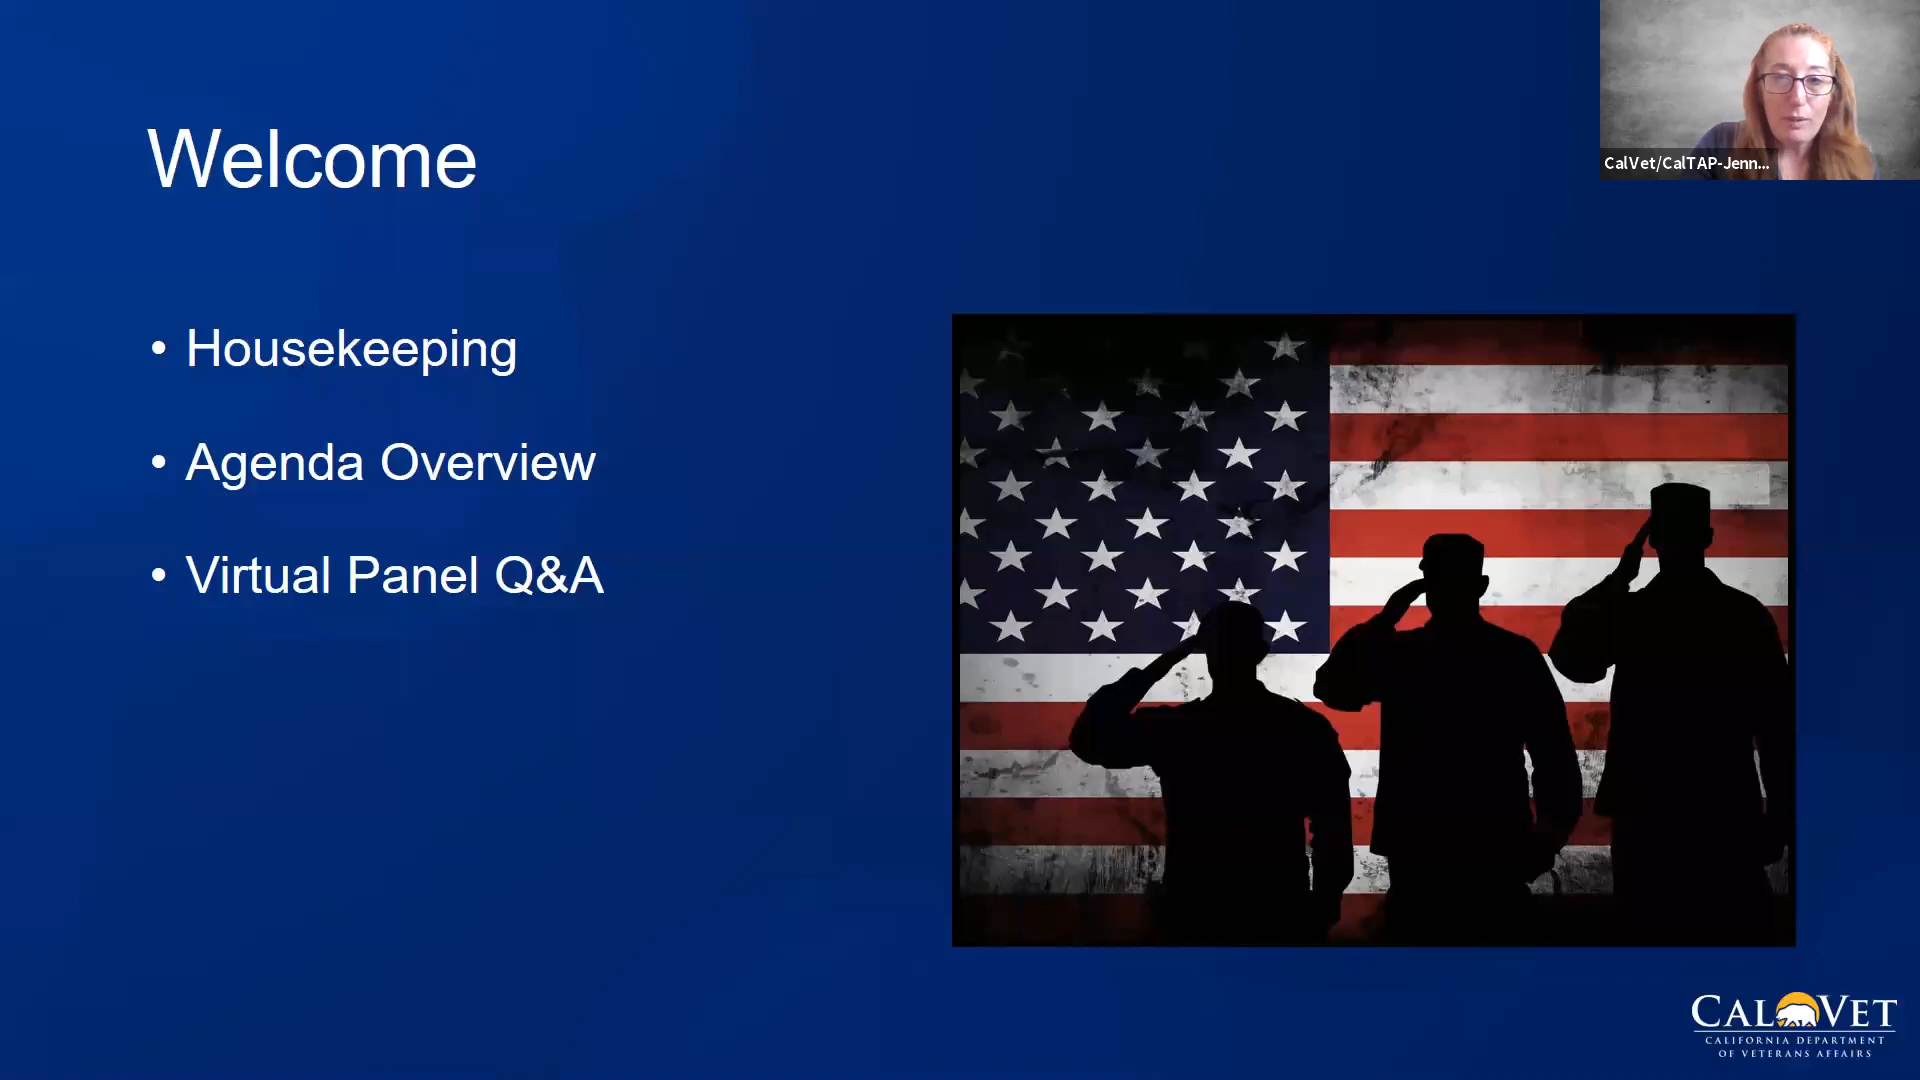 Welcome
CalVet/CalTAP-Jenn...
• Housekeeping
• Agenda Overview
• Virtual Panel Q&A
CALVET
CALIFORNIA DEPARTMENT
OF VETERANS AFFAIRS